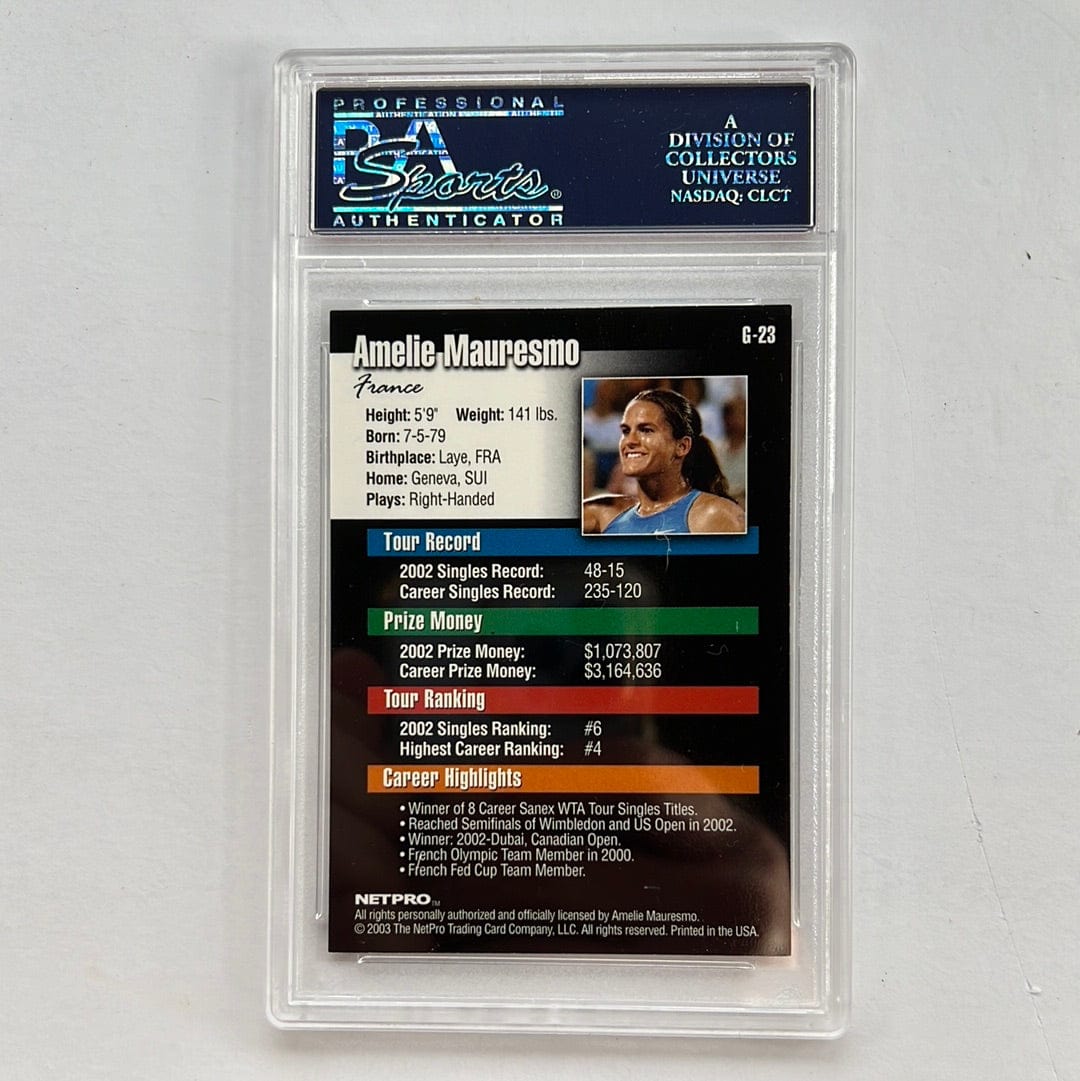 PROFESSIONAL
PSA
Sports®
AUTHENTICATOR
A
DIVISION OF
COLLECTORS
UNIVERSE
NASDAQ: CLCT
G-23
Amelie Mauresmo
France
Height: 5'9" Weight: 141 lbs.
Born: 7-5-79
Birthplace: Laye, FRA
Home: Geneva, SUI
Plays: Right-Handed
Tour Record
2002 Singles Record: 48-15
Career Singles Record: 235-120
Prize Money
2002 Prize Money: $1,073,807
Career Prize Money: $3,164,636
Tour Ranking
2002 Singles Ranking: #6
Highest Career Ranking: #4
Career Highlights
• Winner of 8 Career Sanex WTA Tour Singles Titles.
• Reached Semifinals of Wimbledon and US Open in 2002.
• Winner: 2002-Dubai, Canadian Open.
• French Olympic Team Member in 2000.
• French Fed Cup Team Member.
NETPRO™
All rights personally authorized and officially licensed by Amelie Mauresmo.
© 2003 The NetPro Trading Card Company, LLC. All rights reserved. Printed in the USA.